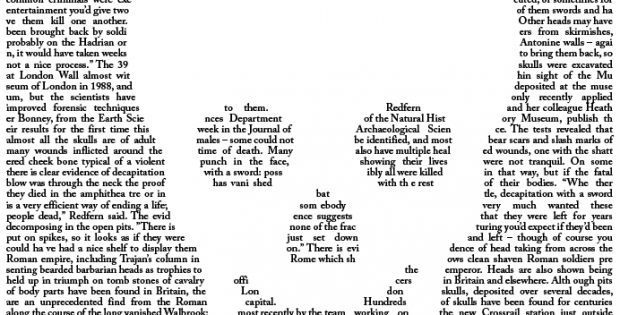 common criminals were exe cuted, or sometimes for
entertainment you'd give two of them swords and ha
ve them kill one another. Other heads may have
been brought back by soldi ers from skirmishes,
probably on the Hadrian or Antonine walls – agai
n, it would have taken weeks to bring them back, so
not a nice process." The 39 skulls were excavated
at London Wall almost wit hin sight of the Mu
seum of London in 1988, and deposited at the muse
um, but the scientists have only recently applied
improved forensic techniques to them. Redfern and her colleague Heath
er Bonney, from the Earth Scie nces Department of the Natural Hist ory Museum, publish th
eir results for the first time this week in the Journal of Archaeological Scien ce. The tests revealed that
almost all the skulls are of adult males – some could not be identified, and most bear scars and slash marks of
many wounds inflicted around the time of death. Many also have multiple heal ed wounds, one with the shatt
ered cheek bone typical of a violent punch in the face, showing their lives were not tranquil. On some
there is clear evidence of decapitation with a sword: poss ibly all were killed in that way, but if the fatal
blow was through the neck the proof has vani shed with th e rest of their bodies. "Whe ther
they died in the amphithea tre or in bat tle, decapitation with a sword
is a very efficient way of ending a life; som ebody very much wanted these
people dead," Redfern said. The evid ence suggests that they were left for years
decomposing in the open pits. "There is none of the frac turing you'd expect if they'd been
put on spikes, so it looks as if they were just set down and left – though of course you
could ha ve had a nice shelf to display them on." There is evi dence of head taking from across the
Roman empire, including Trajan's column in Rome which sh ows clean shaven Roman soldiers pre
senting bearded barbarian heads as trophies to the emperor. Heads are also shown being
held up in triumph on tomb stones of cavalry offi cers in Britain and elsewhere. Alth ough pits
of body parts have been found in Britain, the Lon don skulls, deposited over several decades,
are an unprecedented find from the Roman capital. Hundreds of skulls have been found for centuries
along the course of the long vanished Walbrook; most recently by the team working on the new Crossrail station just outside